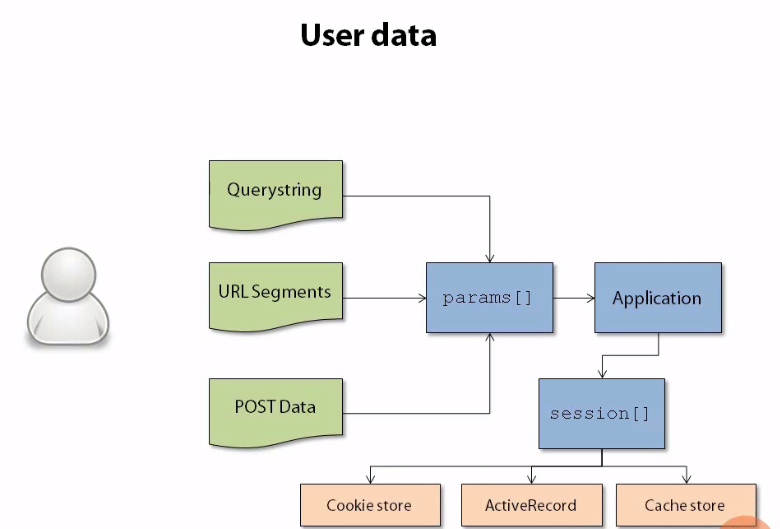 User data
Querystring
URL Segments
params[]
Application
POST Data
session[]
Cookie store
ActiveRecord
Cache store